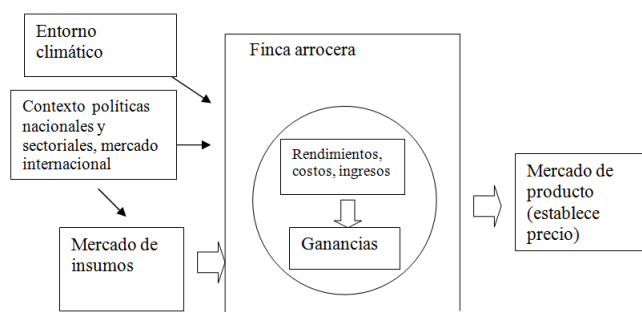 Entorno
climático
Contexto políticas
nacionales y
sectoriales, mercado
internacional
Mercado de
insumos
Finca arrocera
Rendimientos,
costos, ingresos
Ganancias
Mercado de
producto
(establece
precio)